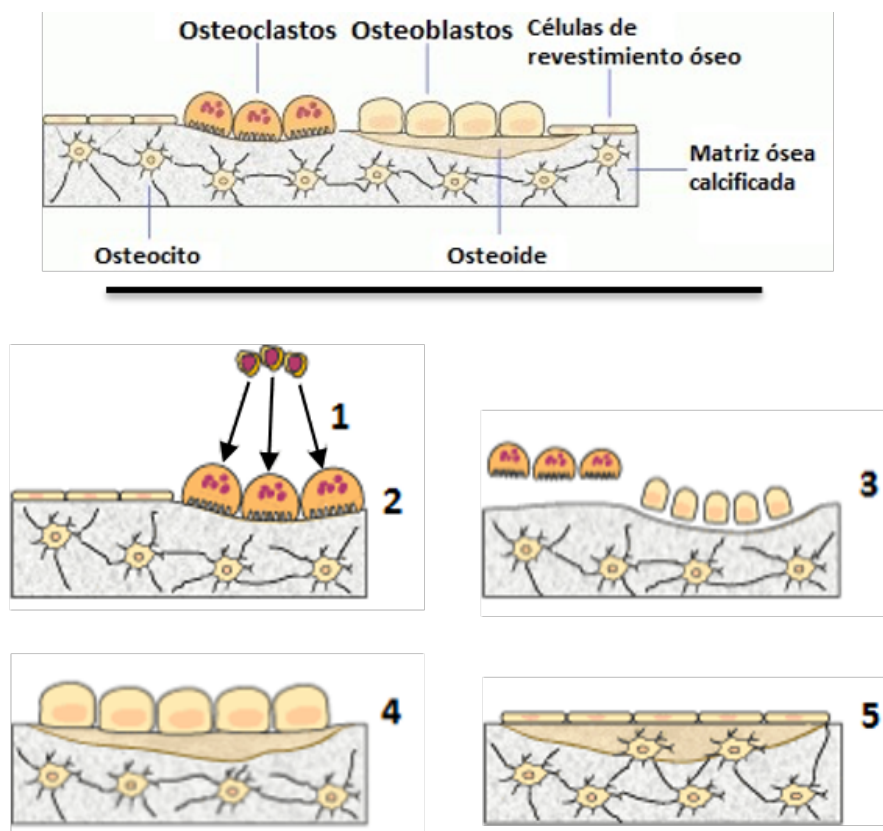 Osteoclastos Osteoblastos Células de
revestimiento óseo
Matriz ósea
calcificada
Osteocito Osteoide
1
2
3
4
5